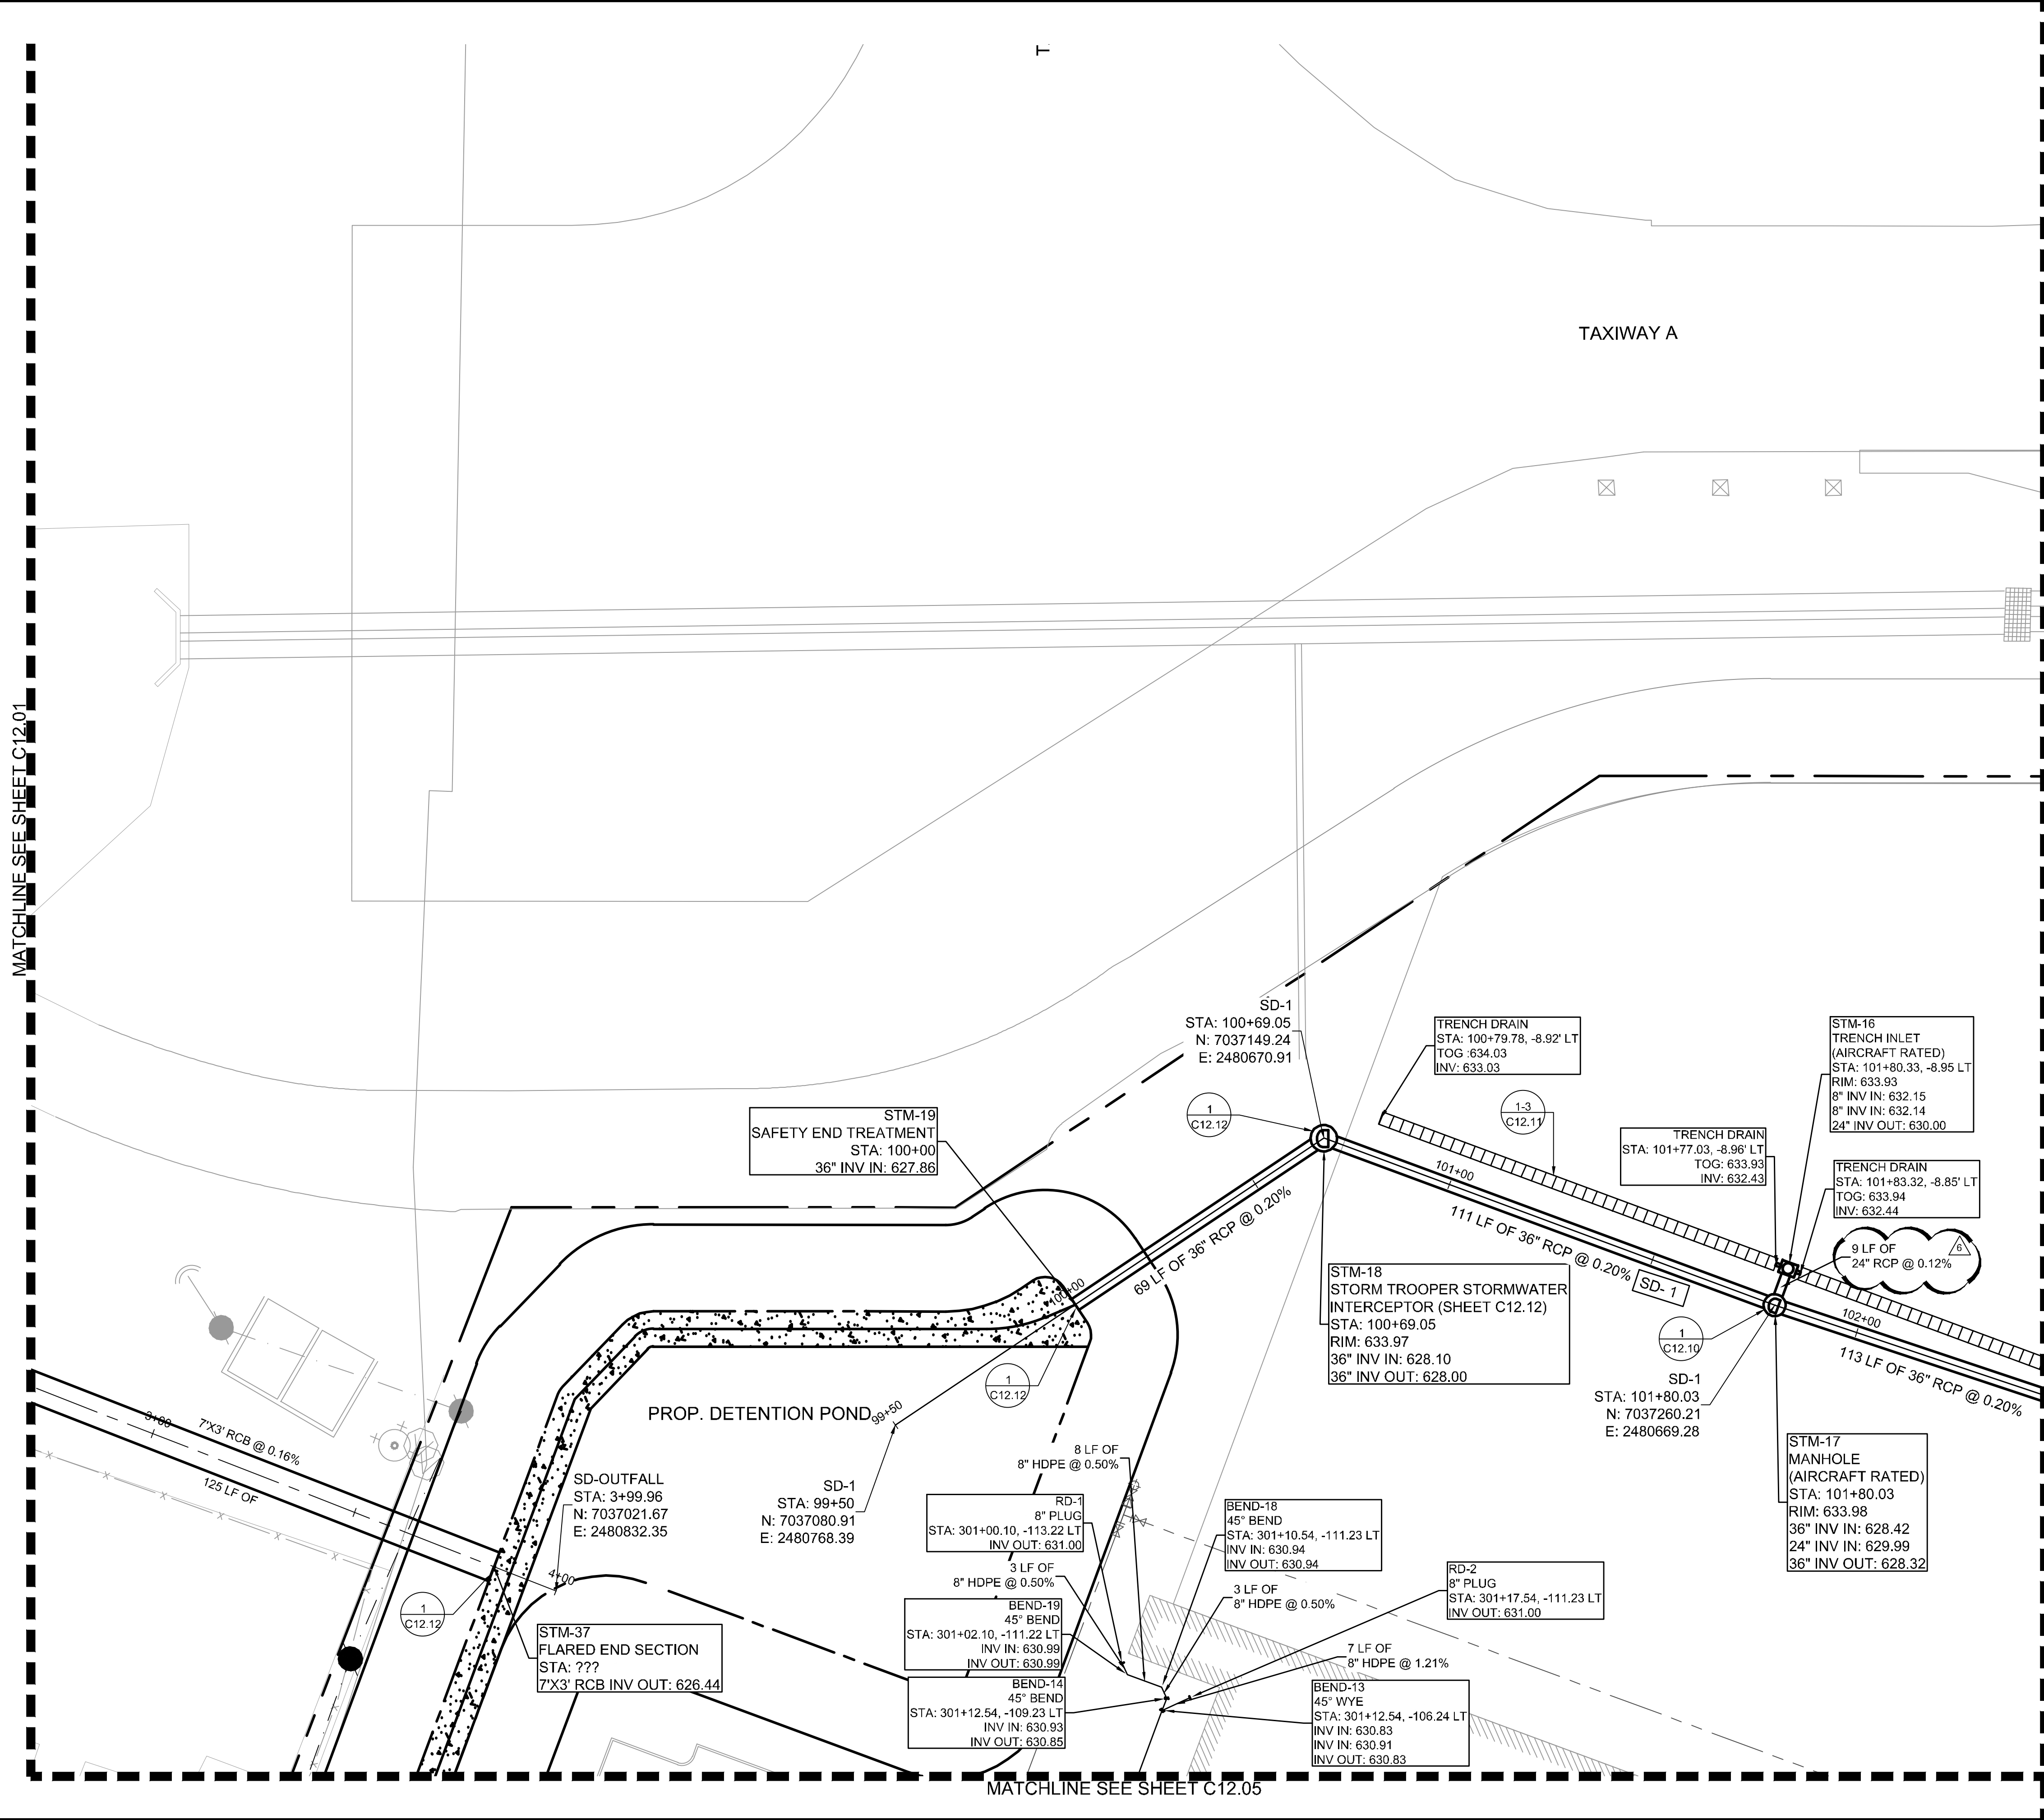 T
TAXIWAY A
MATCHLINE SEE SHEET C12.01
SD-1
STA: 100+69.05
N: 7037149.24
E: 2480670.91
TRENCH DRAIN
STA: 100+79.78, -8.92' LT
TOG :634.03
INV: 633.03
STM-16
TRENCH INLET
(AIRCRAFT RATED)
STA: 101+80.33, -8.95 LT
RIM: 633.93
8" INV IN: 632.15
8" INV IN: 632.14
24" INV OUT: 630.00
1
C12.12
1-3
C12.11
STM-19
SAFETY END TREATMENT
STA: 100+00
36" INV IN: 627.86
TRENCH DRAIN
STA: 101+77.03, -8.96' LT
TOG: 633.93
INV: 632.43
TRENCH DRAIN
STA: 101+83.32, -8.85' LT
TOG: 633.94
INV: 632.44
101+00
111 LF OF 36" RCP @ 0.20%
SD- 1
9 LF OF
24" RCP @ 0.12%
6
100+00
69 LF OF 36" RCP @ 0.20%
STM-18
STORM TROOPER STORMWATER
INTERCEPTOR (SHEET C12.12)
STA: 100+69.05
RIM: 633.97
36" INV IN: 628.10
36" INV OUT: 628.00
102+00
113 LF OF 36" RCP @ 0.20%
1
C12.10
1
C12.12
SD-1
STA: 101+80.03
N: 7037260.21
E: 2480669.28
PROP. DETENTION POND
99+50
3+00
7'X3' RCB @ 0.16%
125 LF OF
STM-17
MANHOLE
(AIRCRAFT RATED)
STA: 101+80.03
RIM: 633.98
36" INV IN: 628.42
24" INV IN: 629.99
36" INV OUT: 628.32
SD-OUTFALL
STA: 3+99.96
N: 7037021.67
E: 2480832.35
SD-1
STA: 99+50
N: 7037080.91
E: 2480768.39
8 LF OF
8" HDPE @ 0.50%
RD-1
8" PLUG
STA: 301+00.10, -113.22 LT
INV OUT: 631.00
BEND-18
45° BEND
STA: 301+10.54, -111.23 LT
INV IN: 630.94
INV OUT: 630.94
4+00
3 LF OF
8" HDPE @ 0.50%
3 LF OF
8" HDPE @ 0.50%
RD-2
8" PLUG
STA: 301+17.54, -111.23 LT
INV OUT: 631.00
1
C12.12
BEND-19
45° BEND
STA: 301+02.10, -111.22 LT
INV IN: 630.99
INV OUT: 630.99
STM-37
FLARED END SECTION
STA: ???
7'X3' RCB INV OUT: 626.44
7 LF OF
8" HDPE @ 1.21%
BEND-14
45° BEND
STA: 301+12.54, -109.23 LT
INV IN: 630.93
INV OUT: 630.85
BEND-13
45° WYE
STA: 301+12.54, -106.24 LT
INV IN: 630.83
INV IN: 630.91
INV OUT: 630.83
MATCHLINE SEE SHEET C12.05